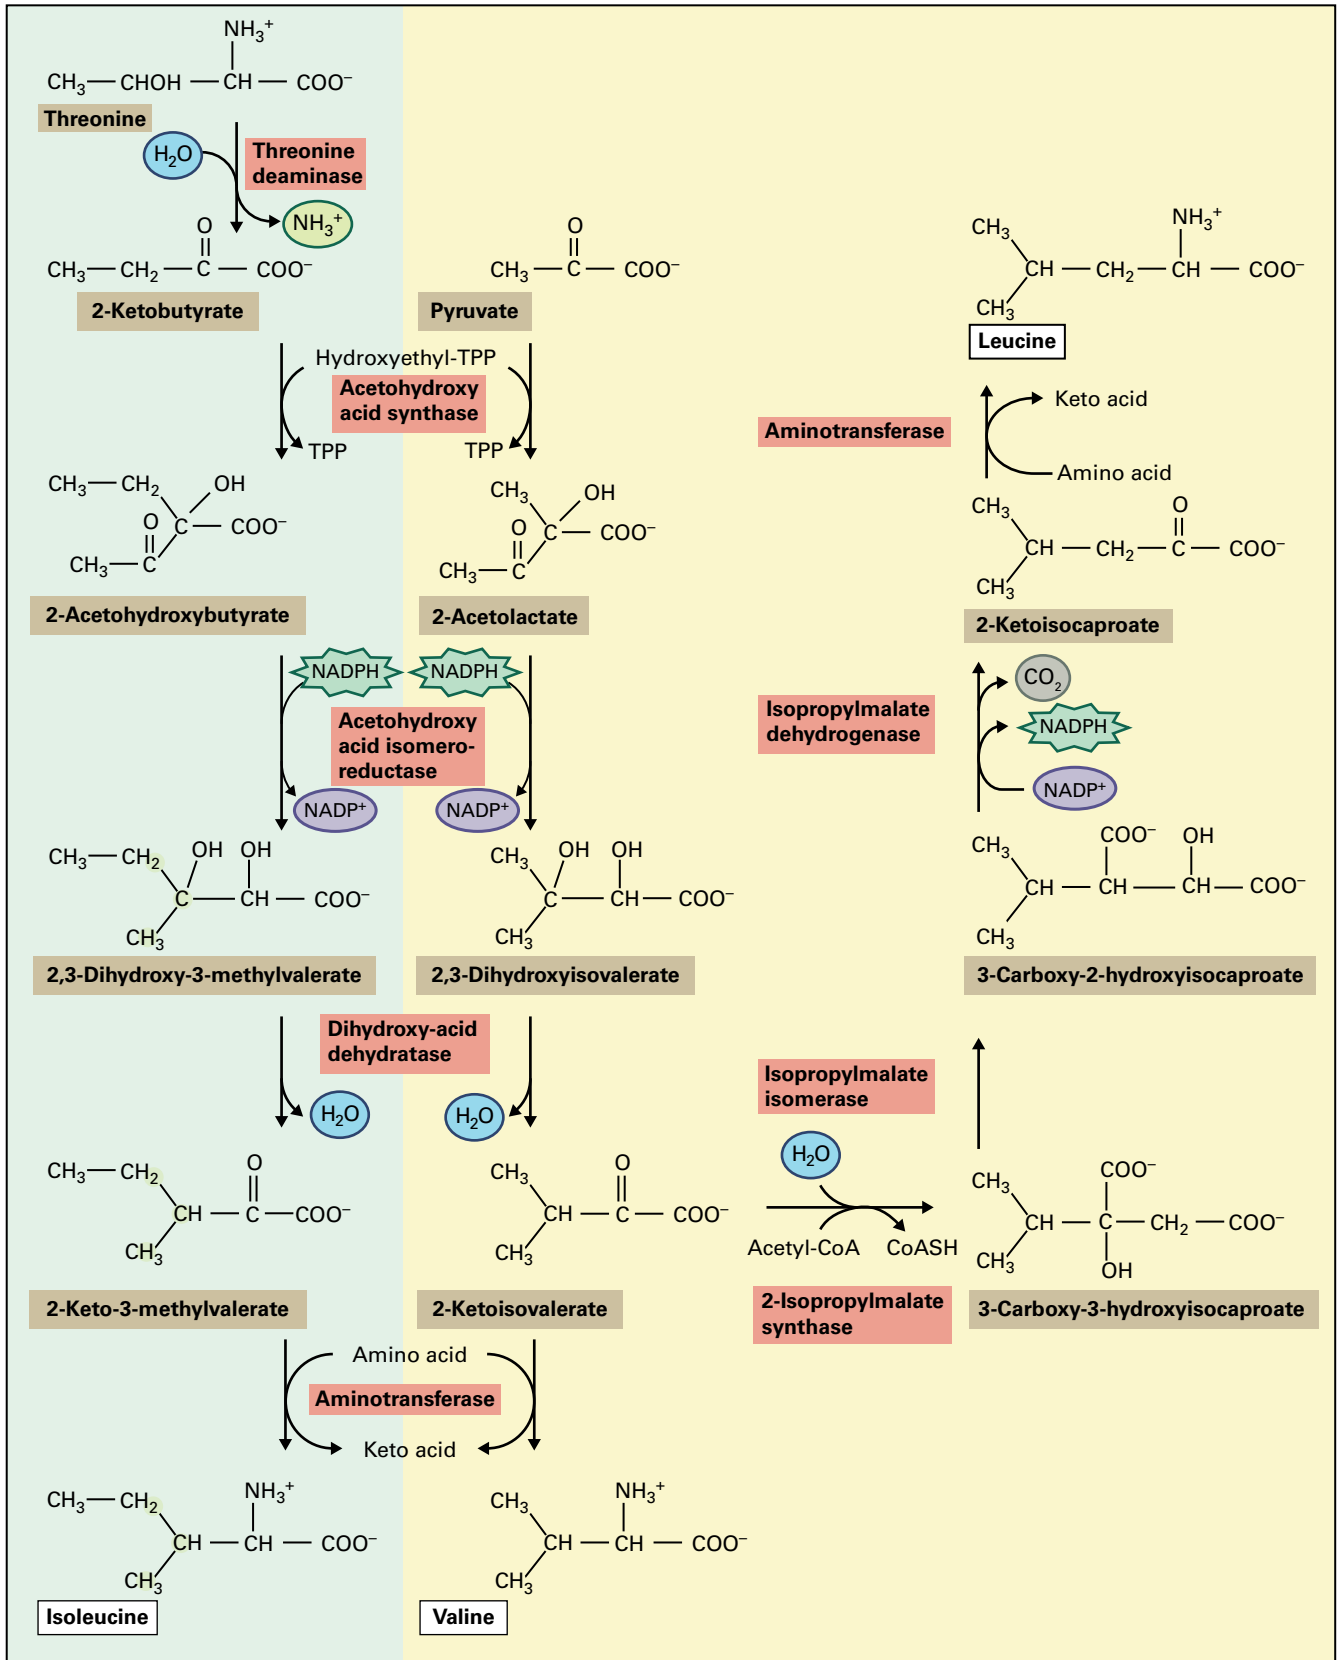 NH₃⁺
CH₃ — CHOH — CH — COO⁻
Threonine
H₂O
Threonine
deaminase
NH₃⁺
O
CH₃ — CH₂ — C — COO⁻
2-Ketobutyrate
O
CH₃ — C — COO⁻
Pyruvate
Hydroxyethyl-TPP
Acetohydroxy
acid synthase
TPP
TPP
CH₃ — CH₂
OH
O
C — COO⁻
CH₃ — C
2-Acetohydroxybutyrate
CH₃
OH
O
C — COO⁻
CH₃ — C
2-Acetolactate
NADPH
NADPH
Acetohydroxy
acid isomero-
reductase
NADP⁺
NADP⁺
CH₃ — CH₂
OH
OH
C — CH — COO⁻
CH₃
2,3-Dihydroxy-3-methylvalerate
CH₃
OH
OH
C — CH — COO⁻
CH₃
2,3-Dihydroxyisovalerate
Dihydroxy-acid
dehydratase
H₂O
H₂O
CH₃ — CH₂
O
CH — C — COO⁻
CH₃
2-Keto-3-methylvalerate
CH₃
O
CH — C — COO⁻
CH₃
2-Ketoisovalerate
Amino acid
Aminotransferase
Keto acid
CH₃ — CH₂
NH₃⁺
CH — CH — COO⁻
CH₃
Isoleucine
CH₃
NH₃⁺
CH — CH — COO⁻
CH₃
Valine
Isopropylmalate
isomerase
H₂O
Acetyl-CoA
CoASH
2-Isopropylmalate
synthase
CH₃
COO⁻
CH — C — CH₂ — COO⁻
CH₃
OH
3-Carboxy-3-hydroxyisocaproate
CH₃
COO⁻
OH
CH — CH — CH — COO⁻
CH₃
3-Carboxy-2-hydroxyisocaproate
Isopropylmalate
dehydrogenase
CO₂
NADPH
NADP⁺
CH₃
O
CH — CH₂ — C — COO⁻
CH₃
2-Ketoisocaproate
Aminotransferase
Keto acid
Amino acid
CH₃
NH₃⁺
CH — CH₂ — CH — COO⁻
CH₃
Leucine